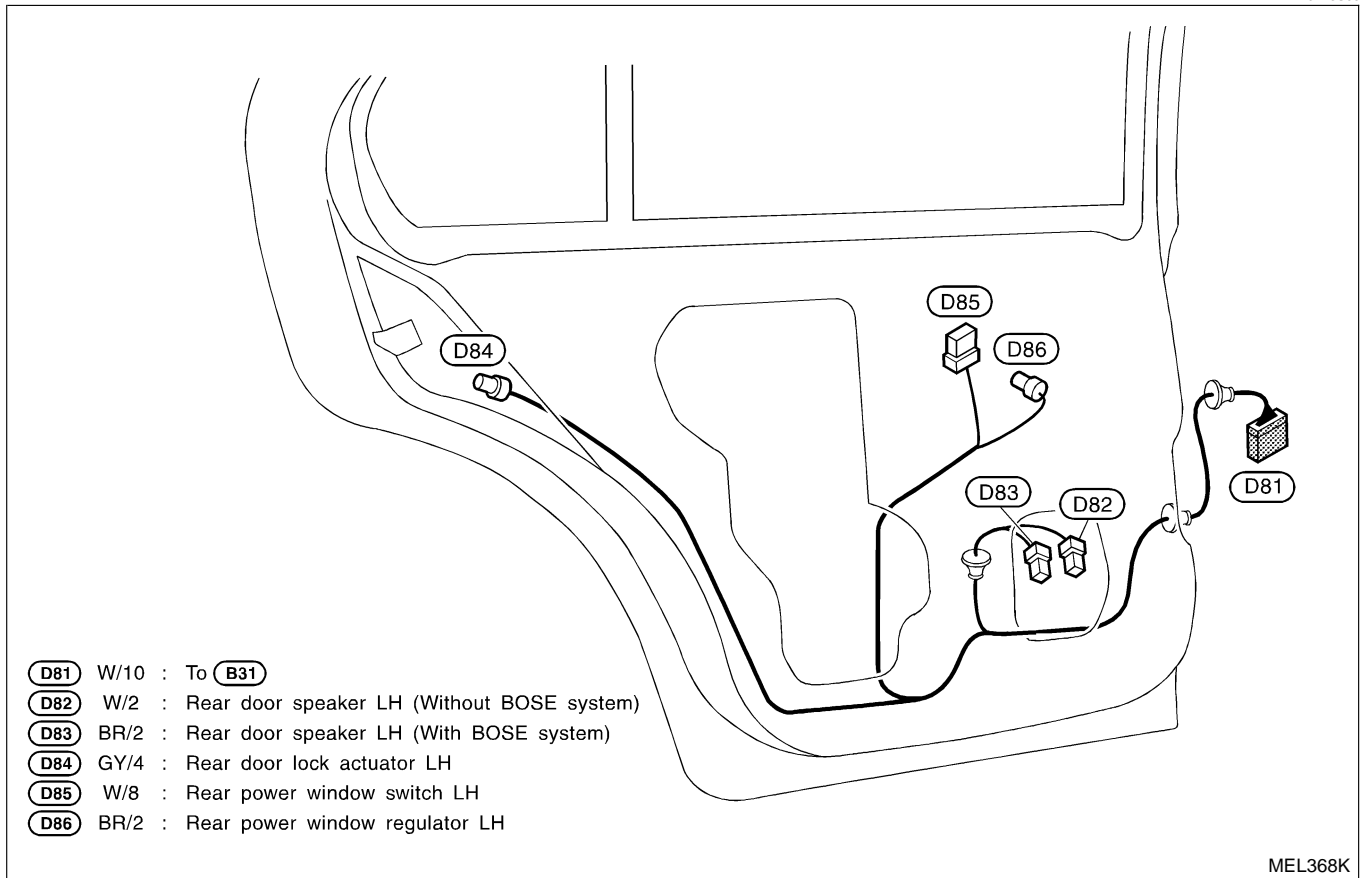 D85
D84
D86
D81
D83
D82
D81 W/10 : To B31
D82 W/2 : Rear door speaker LH (Without BOSE system)
D83 BR/2 : Rear door speaker LH (With BOSE system)
D84 GY/4 : Rear door lock actuator LH
D85 W/8 : Rear power window switch LH
D86 BR/2 : Rear power window regulator LH
MEL368K